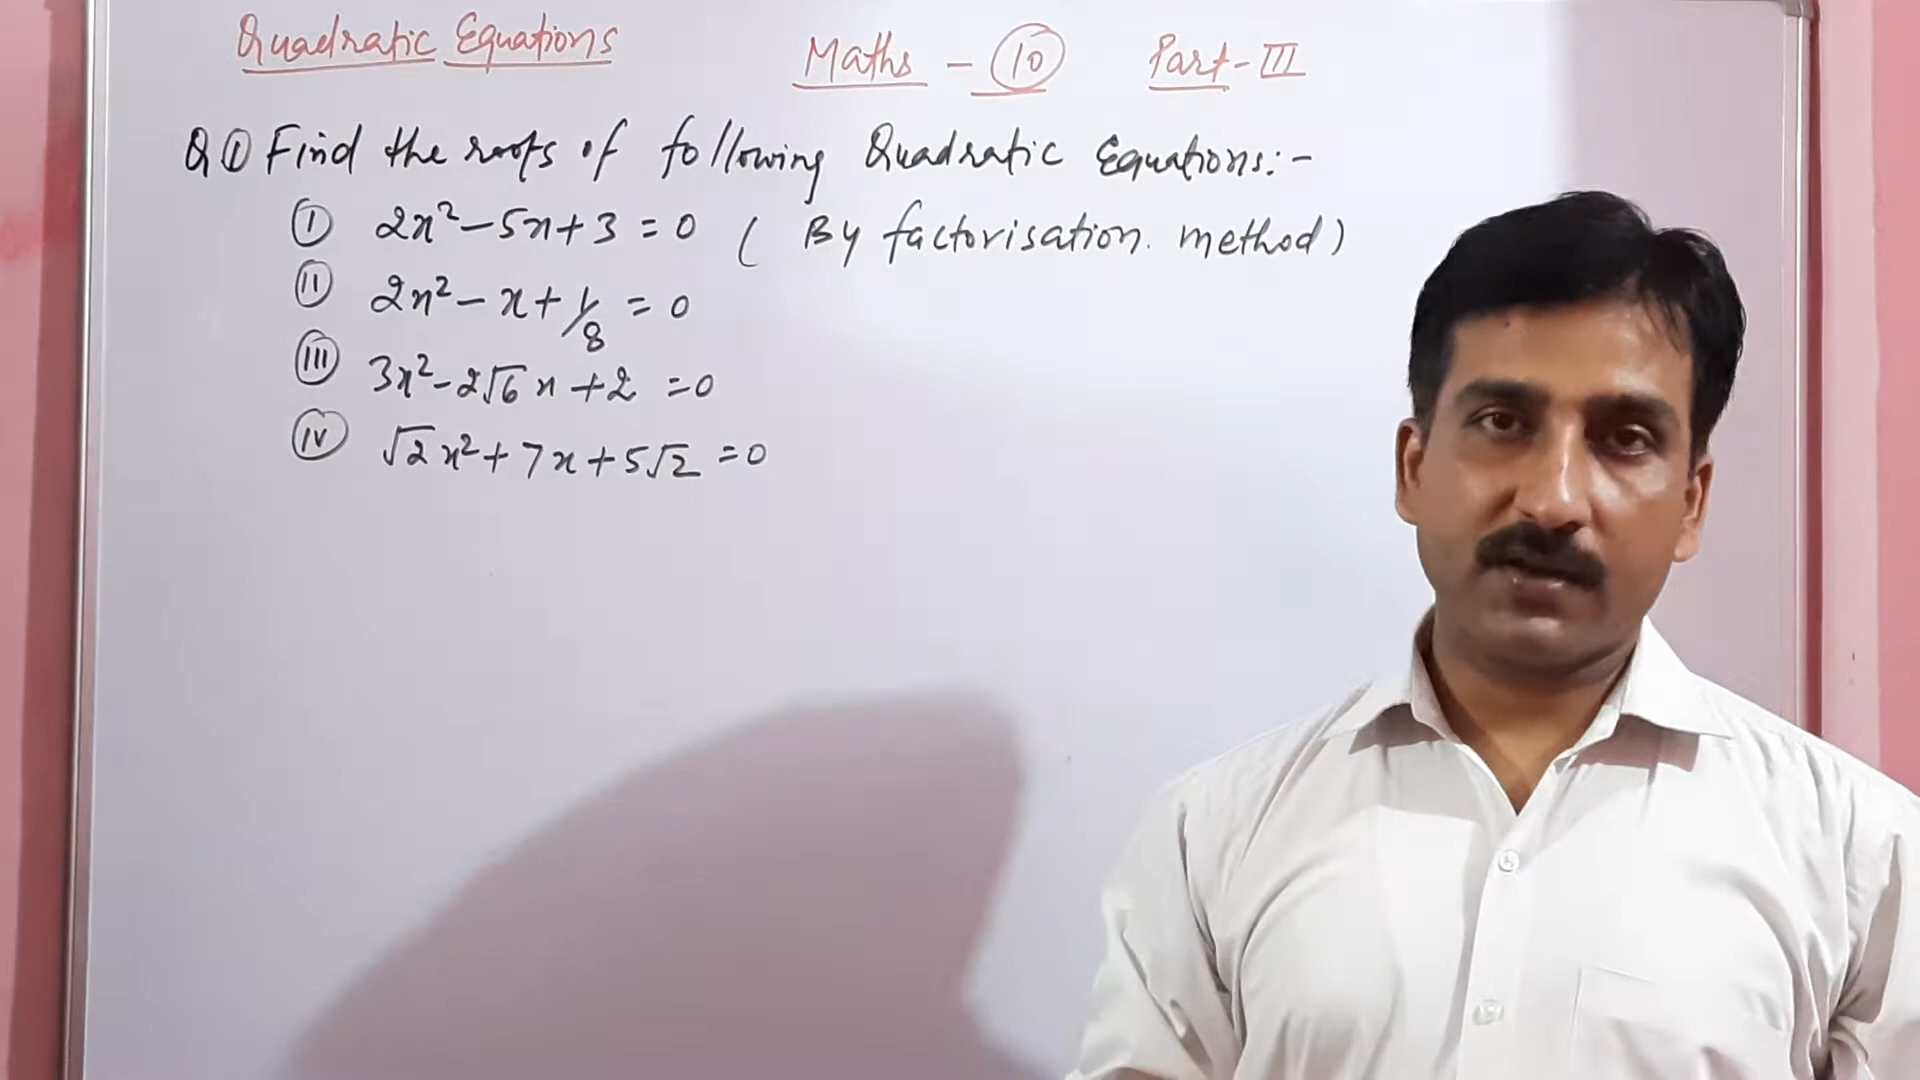 Quadratic Equations Maths - 10 Part - III
Q① Find the roots of following Quadratic Equations:-
Ⓘ 2x² - 5x + 3 = 0 ( By factorisation. method)
II 2x² - x + 1/8 = 0
III 3x² - 2√6 x + 2 = 0
IV √2 x² + 7x + 5√2 = 0